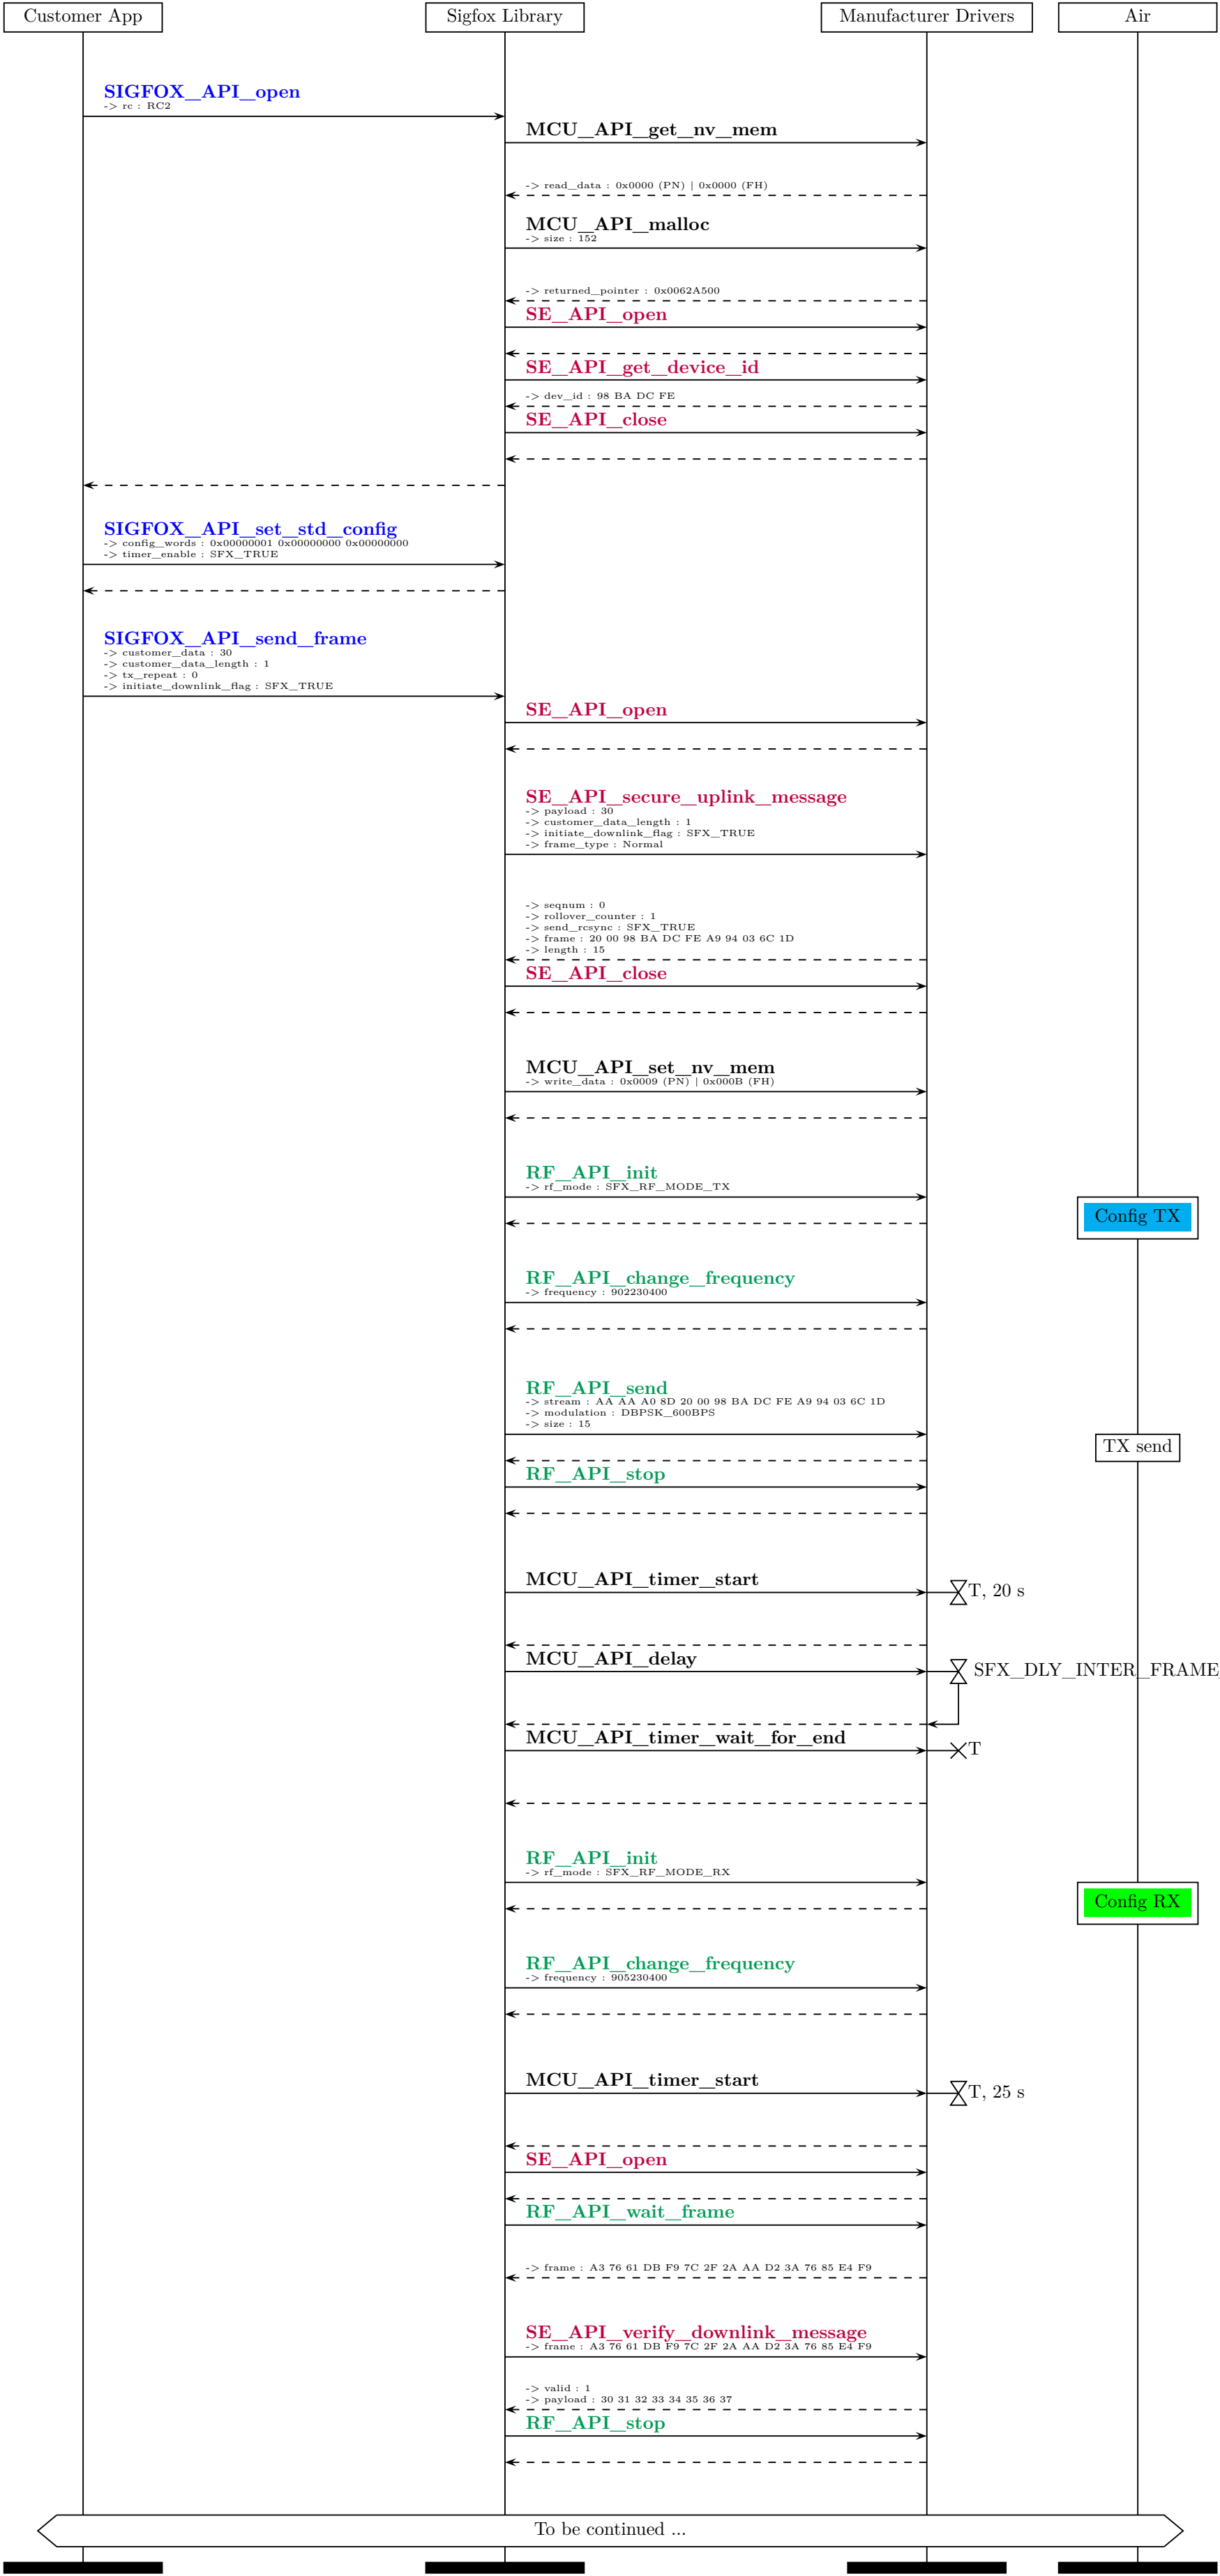 Customer App
Sigfox Library
Manufacturer Drivers
Air
SIGFOX_API_open
-> rc : RC2
MCU_API_get_nv_mem
-> read_data : 0x0000 (PN) | 0x0000 (FH)
MCU_API_malloc
-> size : 152
-> returned_pointer : 0x0062A500
SE_API_open
SE_API_get_device_id
-> dev_id : 98 BA DC FE
SE_API_close
SIGFOX_API_set_std_config
-> config_words : 0x00000001 0x00000000 0x00000000
-> timer_enable : SFX_TRUE
SIGFOX_API_send_frame
-> customer_data : 30
-> customer_data_length : 1
-> tx_repeat : 0
-> initiate_downlink_flag : SFX_TRUE
SE_API_open
SE_API_secure_uplink_message
-> payload : 30
-> customer_data_length : 1
-> initiate_downlink_flag : SFX_TRUE
-> frame_type : Normal
-> seqnum : 0
-> rollover_counter : 1
-> send_rcsync : SFX_TRUE
-> frame : 20 00 98 BA DC FE A9 94 03 6C 1D
-> length : 15
SE_API_close
MCU_API_set_nv_mem
-> write_data : 0x0009 (PN) | 0x000B (FH)
RF_API_init
-> rf_mode : SFX_RF_MODE_TX
Config TX
RF_API_change_frequency
-> frequency : 902230400
RF_API_send
-> stream : AA AA A0 8D 20 00 98 BA DC FE A9 94 03 6C 1D
-> modulation : DBPSK_600BPS
-> size : 15
TX send
RF_API_stop
MCU_API_timer_start
T, 20 s
MCU_API_delay
SFX_DLY_INTER_FRAME_
MCU_API_timer_wait_for_end
T
RF_API_init
-> rf_mode : SFX_RF_MODE_RX
Config RX
RF_API_change_frequency
-> frequency : 905230400
MCU_API_timer_start
T, 25 s
SE_API_open
RF_API_wait_frame
-> frame : A3 76 61 DB F9 7C 2F 2A AA D2 3A 76 85 E4 F9
SE_API_verify_downlink_message
-> frame : A3 76 61 DB F9 7C 2F 2A AA D2 3A 76 85 E4 F9
-> valid : 1
-> payload : 30 31 32 33 34 35 36 37
RF_API_stop
To be continued ...